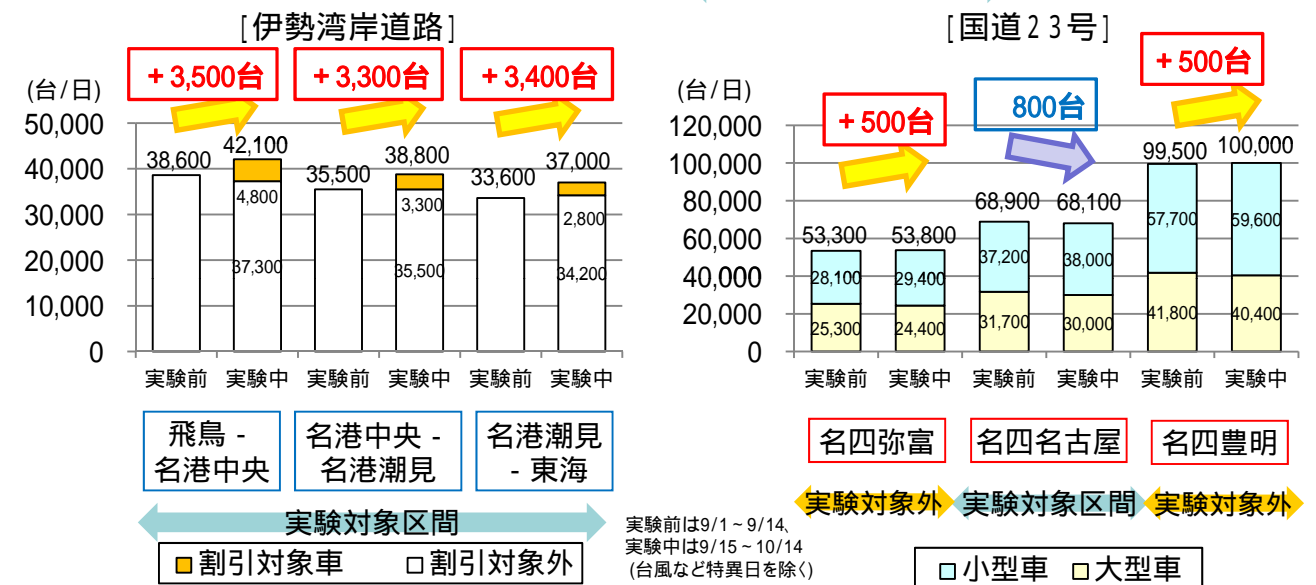 [伊勢湾岸道路]
+3,500台
+3,300台
+3,400台
(台/日)
50,000
40,000
30,000
20,000
10,000
0
38,600
42,100
4,800
37,300
35,500
38,800
3,300
35,500
33,600
37,000
2,800
34,200
実験前
実験中
実験前
実験中
実験前
実験中
飛鳥-
名港中央
名港中央-
名港潮見
名港潮見
-東海
実験対象区間
割引対象車
割引対象外
[国道23号]
+500台
800台
+500台
(台/日)
120,000
100,000
80,000
60,000
40,000
20,000
0
53,300
28,100
25,300
53,800
29,400
24,400
68,900
37,200
31,700
68,100
38,000
30,000
99,500
57,700
41,800
100,000
59,600
40,400
実験前
実験中
実験前
実験中
実験前
実験中
名四弥富
名四名古屋
名四豊明
実験対象外
実験対象区間
実験対象外
実験前は9/1~9/14、
実験中は9/15~10/14
(台風など特異日を除く)
小型車
大型車